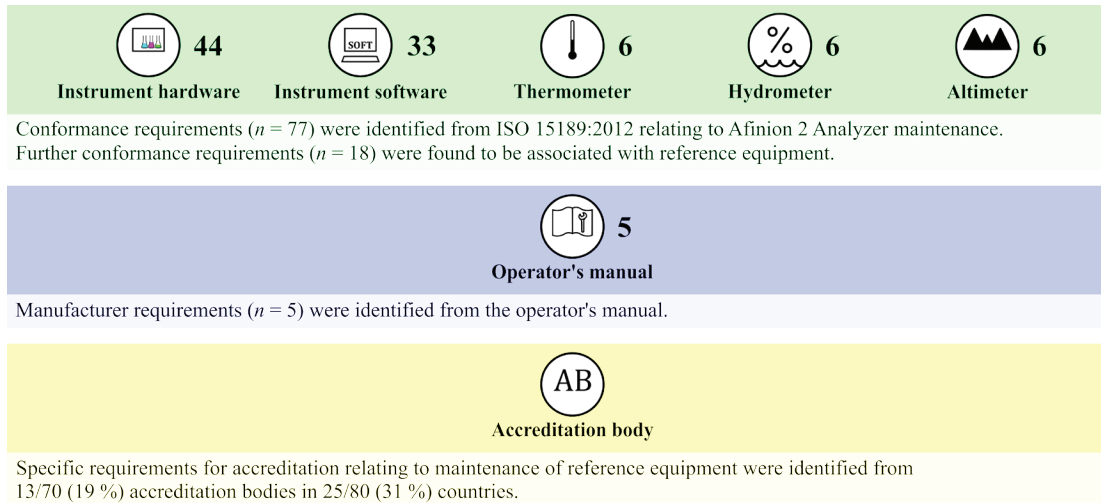 44 33 6 6 6
SOFT %
Instrument hardware Instrument software Thermometer Hydrometer Altimeter
Conformance requirements (n = 77) were identified from ISO 15189:2012 relating to Afinion 2 Analyzer maintenance.
Further conformance requirements (n = 18) were found to be associated with reference equipment.
5
Operator's manual
Manufacturer requirements (n = 5) were identified from the operator's manual.
AB
Accreditation body
Specific requirements for accreditation relating to maintenance of reference equipment were identified from
13/70 (19 %) accreditation bodies in 25/80 (31 %) countries.